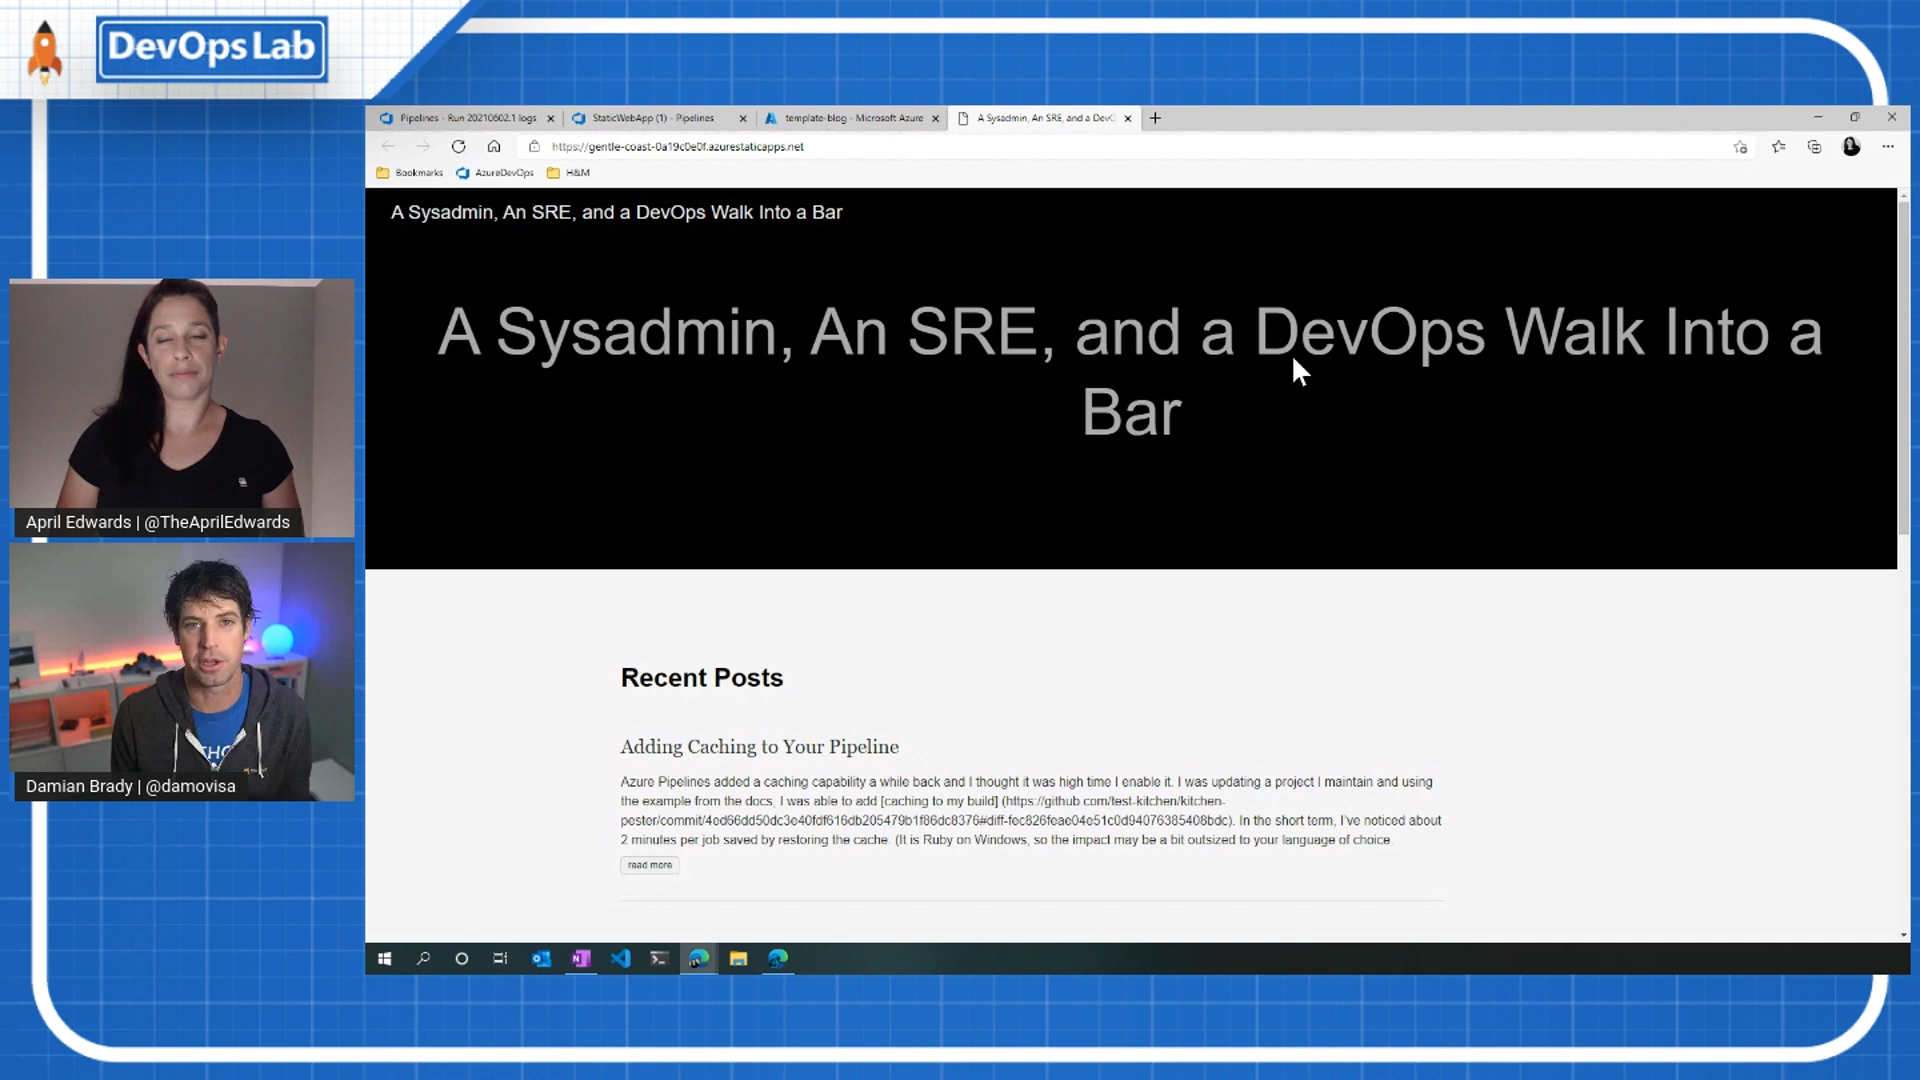 DevOps Lab
Pipelines - Run 20210602.1 logs
StaticWebApp (1) - Pipelines
template-blog - Microsoft Azure
A Sysadmin, An SRE, and a DevO
https://gentle-coast-0a19c0e0f.azurestaticapps.net
Bookmarks
AzureDevOps
H&M
A Sysadmin, An SRE, and a DevOps Walk Into a Bar
A Sysadmin, An SRE, and a DevOps Walk Into a
Bar
April Edwards | @TheAprilEdwards
Damian Brady | @damovisa
Recent Posts
Adding Caching to Your Pipeline
Azure Pipelines added a caching capability a while back and I thought it was high time I enable it. I was updating a project I maintain and using
the example from the docs, I was able to add [caching to my build] (https://github.com/test-kitchen/kitchen-
pester/commit/4ed66dd50dc3e40fdf616db205479b1f86dc8376#diff-fec826feae04e51c0d94076385408bdc). In the short term, I've noticed about
2 minutes per job saved by restoring the cache. (It is Ruby on Windows, so the impact may be a bit outsized to your language of choice.
read more